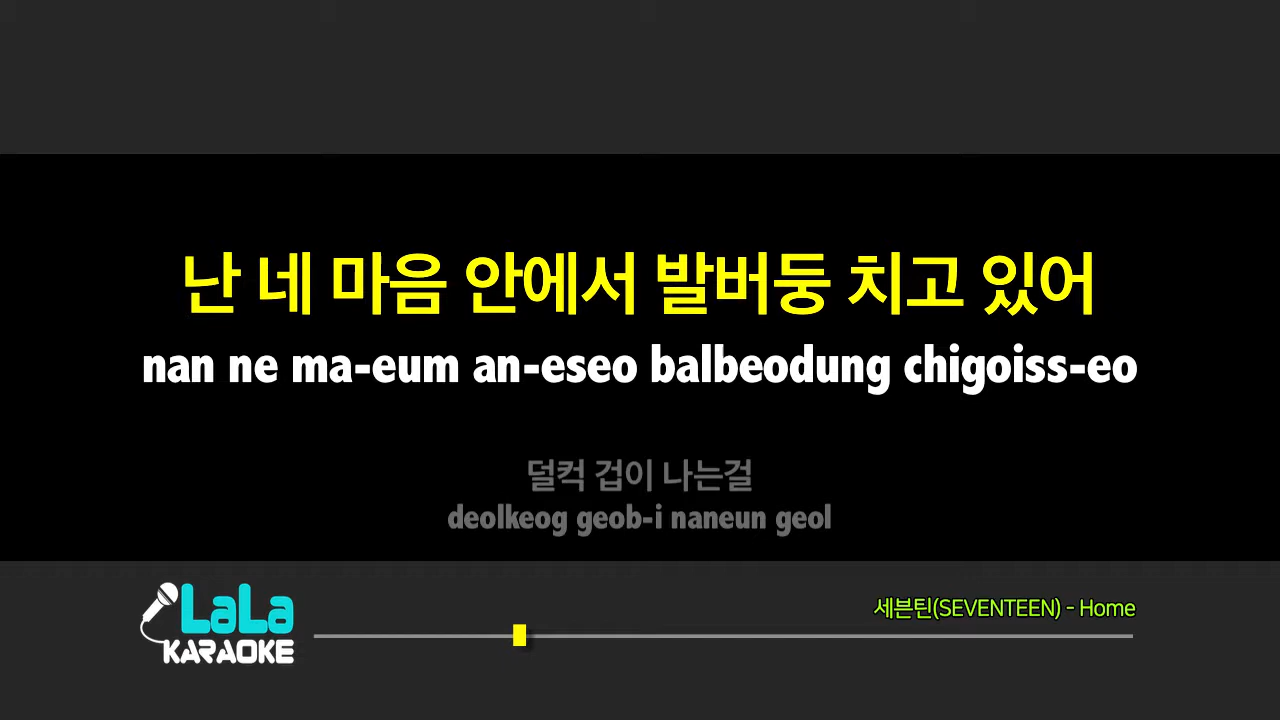 난 네 마음 안에서 발버둥 치고 있어
nan ne ma-eum an-eseo balbeodung chigoiss-eo
덜컥 겁이 나는걸
deolkeog geob-i naneun geol
LaLa
KARAOKE
세븐틴(SEVENTEEN) - Home